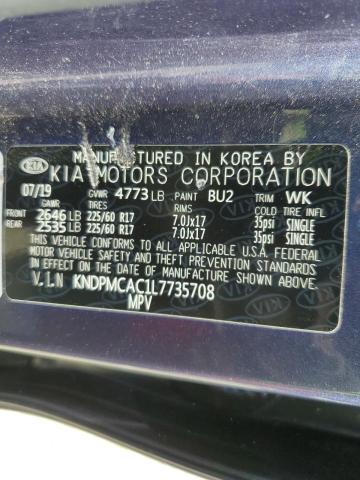 MANUFACTURED IN KOREA BY
KIA KIA MOTORS CORPORATION
07/19 GVWR 4773 LB PAINT BU2 TRIM WK
TIRES RIMS COLD TIRE INFL
FRONT 2646 LB 225/60 R17 7.0Jx17 35psi SINGLE
REAR 2535 LB 225/60 R17 7.0Jx17 35psi SINGLE
THIS VEHICLE CONFORMS TO ALL APPLICABLE U.S.A. FEDERAL
MOTOR VEHICLE SAFETY AND THEFT PREVENTION STANDARDS
IN EFFECT ON THE DATE OF MANUFACTURE SHOWN ABOVE.
V.I.N KNDPMCAC1L7735708
MPV